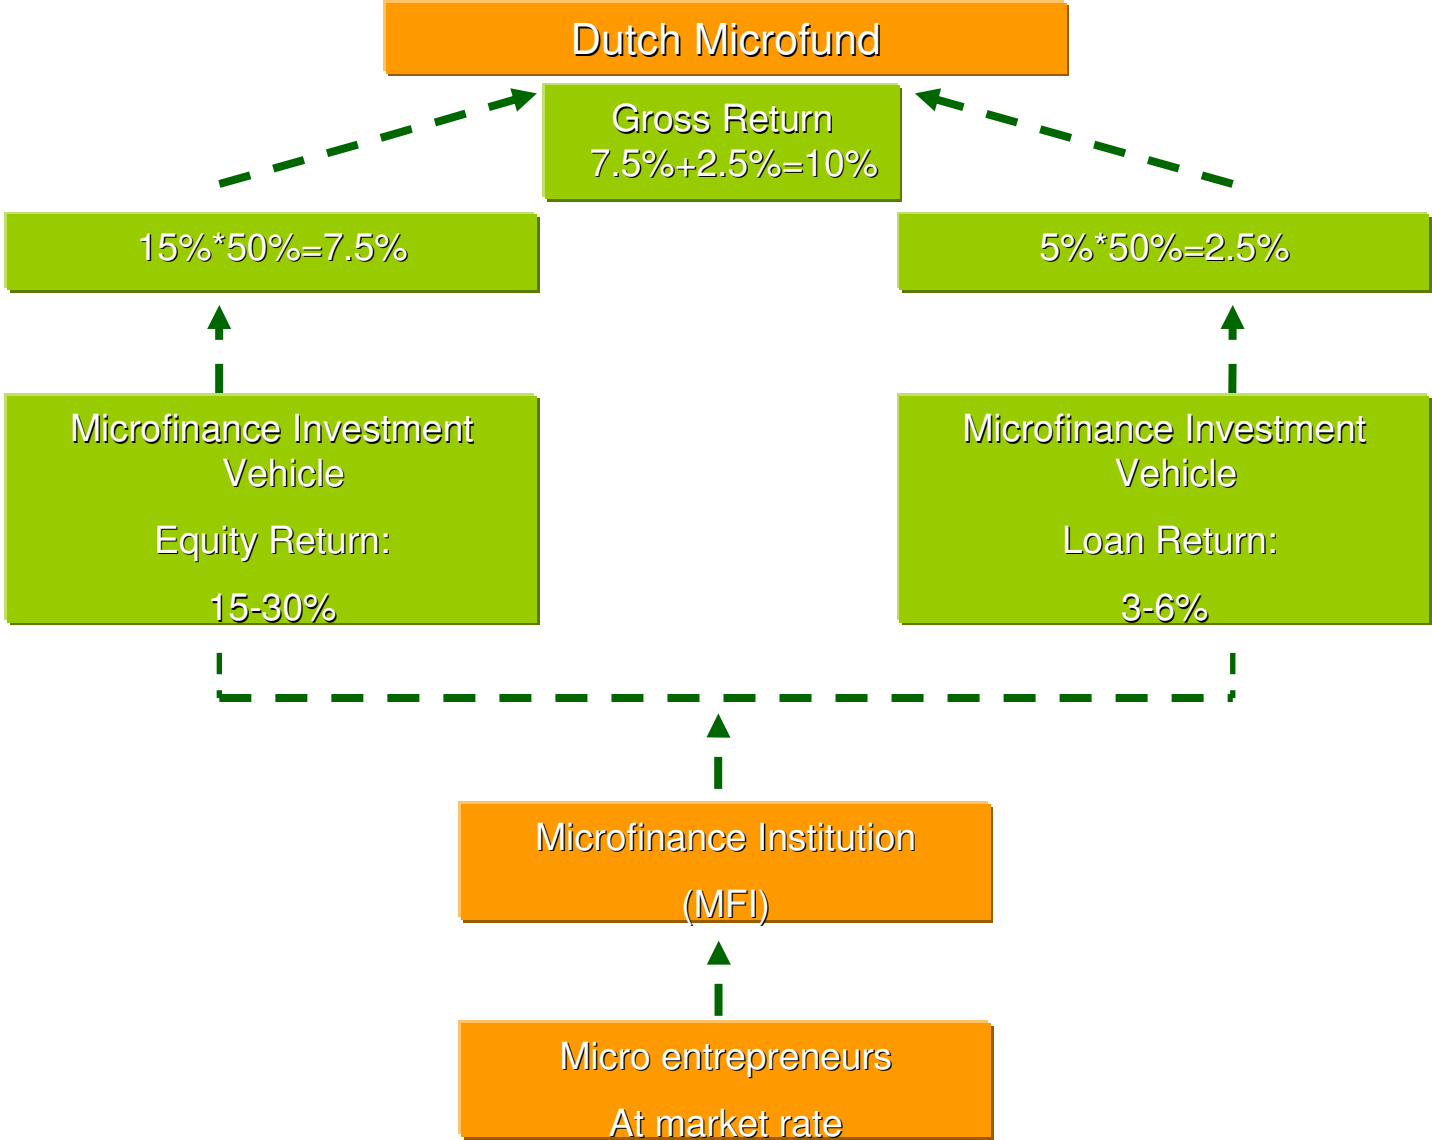 Dutch Microfund
Gross Return
7.5%+2.5%=10%
15%*50%=7.5%
5%*50%=2.5%
Microfinance Investment
Vehicle
Equity Return:
15-30%
Microfinance Investment
Vehicle
Loan Return:
3-6%
Microfinance Institution
(MFI)
Micro entrepreneurs
At market rate